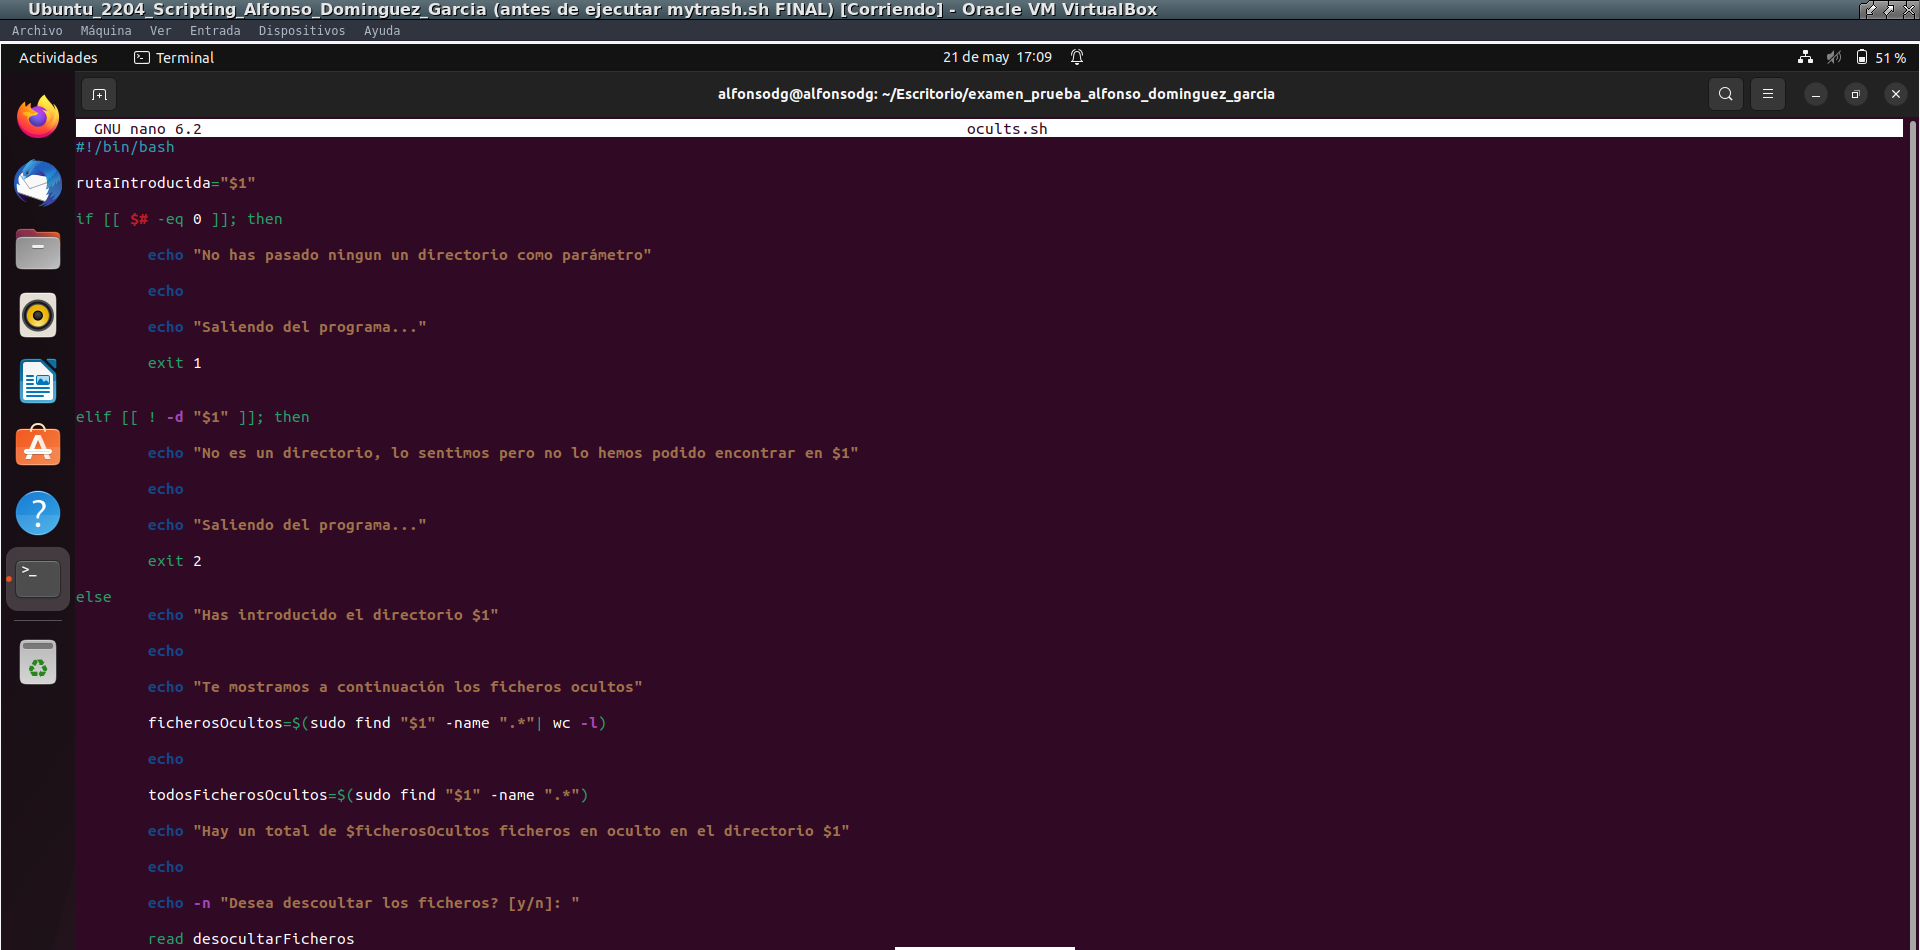 Ubuntu_2204_Scripting_Alfonso_Dominguez_Garcia (antes de ejecutar mytrash.sh FINAL) [Corriendo] - Oracle VM VirtualBox
Archivo Máquina Ver Entrada Dispositivos Ayuda
Actividades Terminal 21 de may 17:09 51 %
alfonsodg@alfonsodg: ~/Escritorio/examen_prueba_alfonso_dominguez_garcia
GNU nano 6.2 ocults.sh
#!/bin/bash
rutaIntroducida="$1"
if [[ $# -eq 0 ]]; then
echo "No has pasado ningun un directorio como parámetro"
echo
echo "Saliendo del programa..."
exit 1
elif [[ ! -d "$1" ]]; then
echo "No es un directorio, lo sentimos pero no lo hemos podido encontrar en $1"
echo
echo "Saliendo del programa..."
exit 2
else
echo "Has introducido el directorio $1"
echo
echo "Te mostramos a continuación los ficheros ocultos"
ficherosOcultos=$(sudo find "$1" -name ".*"| wc -l)
echo
todosFicherosOcultos=$(sudo find "$1" -name ".*")
echo "Hay un total de $ficherosOcultos ficheros en oculto en el directorio $1"
echo
echo -n "Desea descoultar los ficheros? [y/n]: "
read desocultarFicheros